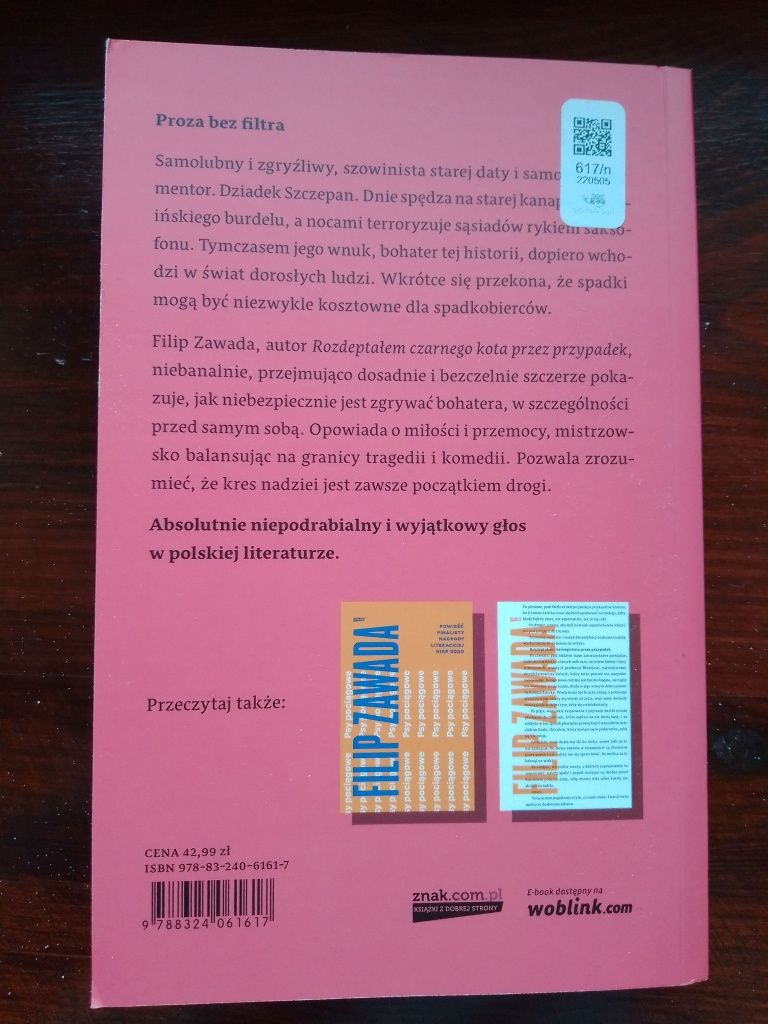 Proza bez filtra
Samolubny i zgryźliwy, szowinista starej daty i samo
mentor. Dziadek Szczepan. Dnie spędza na starej kanap
ińskiego burdelu, a nocami terroryzuje sąsiadów rykiem sakso-
fonu. Tymczasem jego wnuk, bohater tej historii, dopiero wcho-
dzi w świat dorosłych ludzi. Wkrótce się przekona, że spadki
mogą być niezwykle kosztowne dla spadkobierców.
Filip Zawada, autor Rozdeptałem czarnego kota przez przypadek,
niebanalnie, przejmująco dosadnie i bezczelnie szczerze poka-
zuje, jak niebezpiecznie jest zgrywać bohatera, w szczególności
przed samym sobą. Opowiada o miłości i przemocy, mistrzow-
sko balansując na granicy tragedii i komedii. Pozwala zrozu-
mieć, że kres nadziei jest zawsze początkiem drogi.
Absolutnie niepodrabialny i wyjątkowy głos
w polskiej literaturze.
617/n
220505
Przeczytaj także:
FILIP ZAWADA
POWIEŚĆ
FINALISTY
NAGRODY
LITERACKIEJ
NIKE 2020
Psy pociągowe
FILIP ZAWADA
CENA 42,99 zł
ISBN 978-83-240-6161-7
9 788324 061617
znak.com.pl
KSIĄŻKI Z DOBREJ STRONY
E-book dostępny na
woblink.com